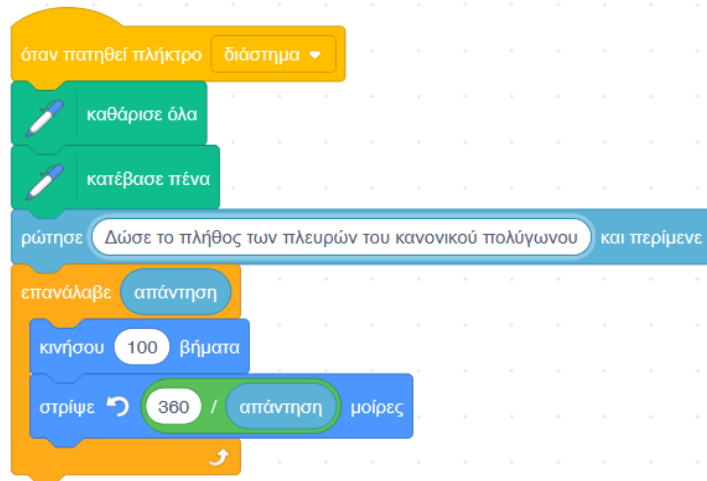 όταν πατηθεί πλήκτρο διάστημα
καθάρισε όλα
κατέβασε πένα
ρώτησε Δώσε το πλήθος των πλευρών του κανονικού πολύγωνου και περίμενε
επανάλαβε απάντηση
κινήσου 100 βήματα
στρίψε 360 / απάντηση μοίρες